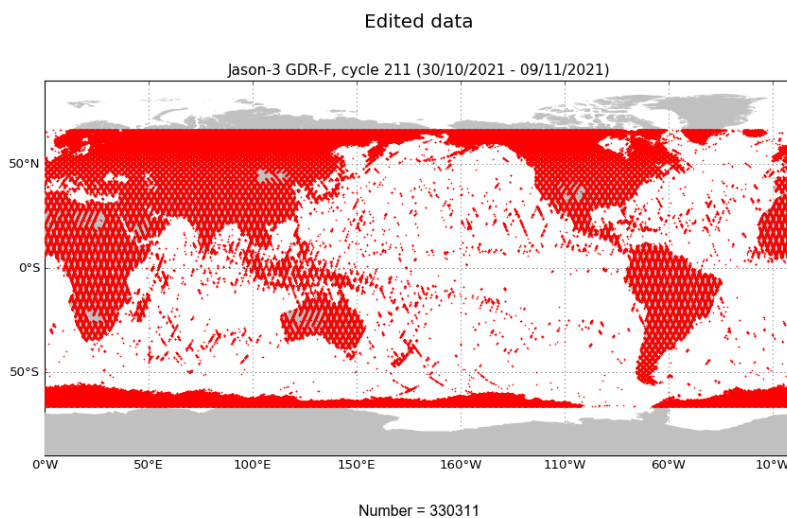 Edited data
Jason-3 GDR-F, cycle 211 (30/10/2021 - 09/11/2021)
50°N
0°S
50°S
0°W 50°E 100°E 150°E 160°W 110°W 60°W 10°W
Number = 330311